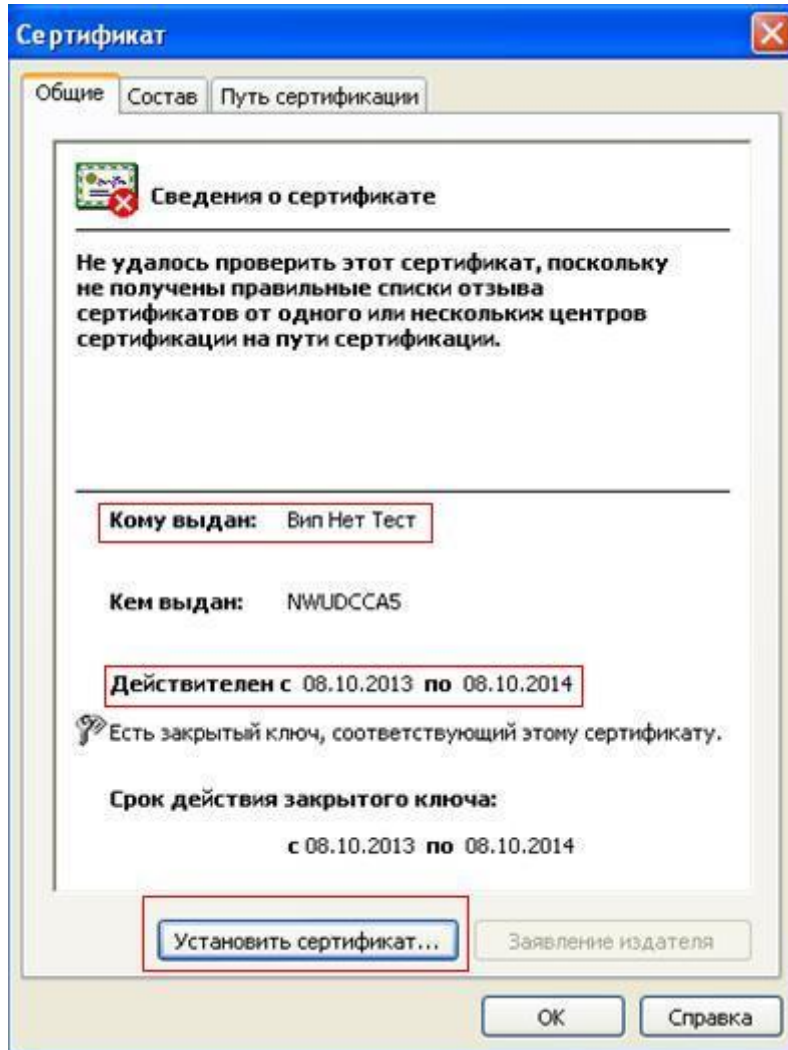 Сертификат
Общие Состав Путь сертификации
Сведения о сертификате
Не удалось проверить этот сертификат, поскольку
не получены правильные списки отзыва
сертификатов от одного или нескольких центров
сертификации на пути сертификации.
Кому выдан: Вип Нет Тест
Кем выдан: NWUDCCA5
Действителен с 08.10.2013 по 08.10.2014
Есть закрытый ключ, соответствующий этому сертификату.
Срок действия закрытого ключа:
с 08.10.2013 по 08.10.2014
Установить сертификат... Заявление издателя
ОК Справка